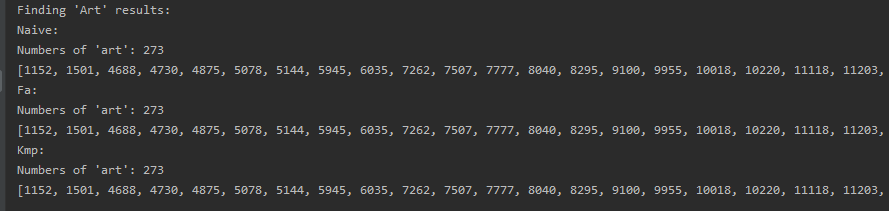 Finding 'Art' results:
Naive:
Numbers of 'art': 273
[1152, 1501, 4688, 4730, 4875, 5078, 5144, 5945, 6035, 7262, 7507, 7777, 8040, 8295, 9100, 9955, 10018, 10220, 11118, 11203,
Fa:
Numbers of 'art': 273
[1152, 1501, 4688, 4730, 4875, 5078, 5144, 5945, 6035, 7262, 7507, 7777, 8040, 8295, 9100, 9955, 10018, 10220, 11118, 11203,
Kmp:
Numbers of 'art': 273
[1152, 1501, 4688, 4730, 4875, 5078, 5144, 5945, 6035, 7262, 7507, 7777, 8040, 8295, 9100, 9955, 10018, 10220, 11118, 11203,